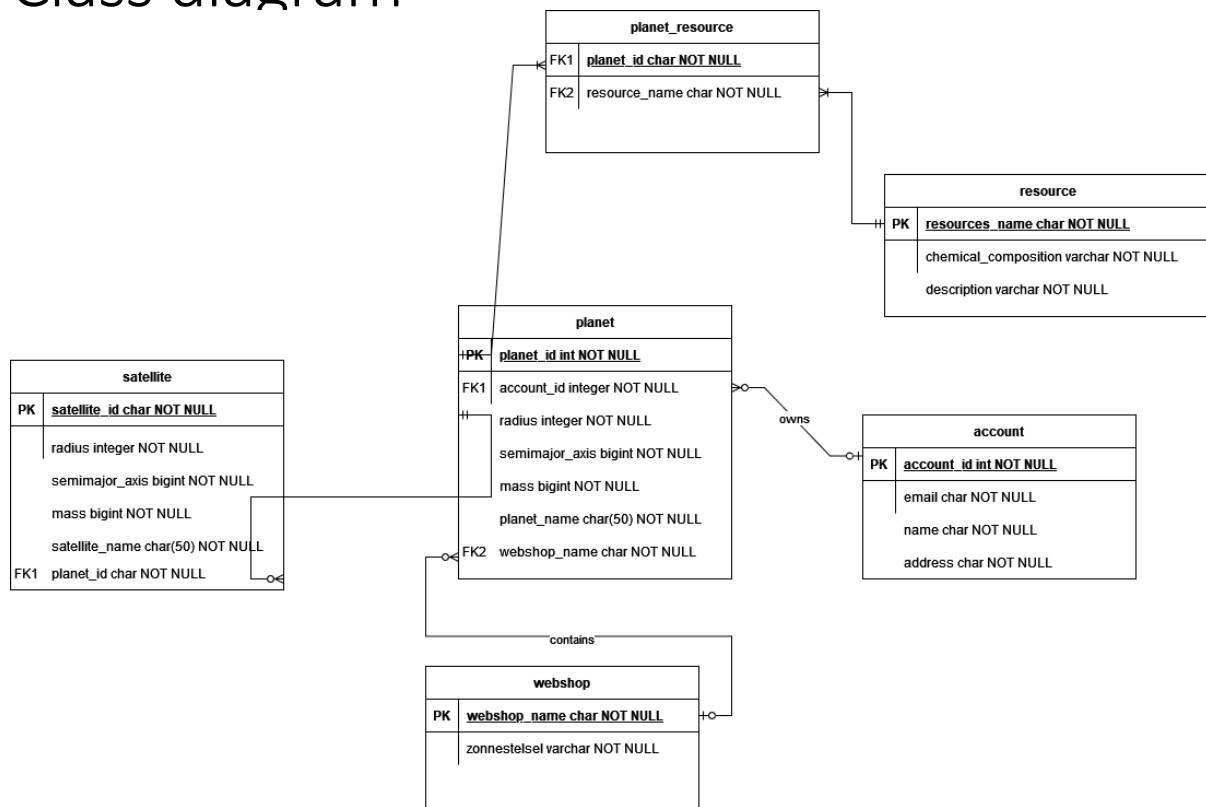 Class diagram
planet_resource
FK1 planet_id char NOT NULL
FK2 resource_name char NOT NULL
resource
PK resources_name char NOT NULL
chemical_composition varchar NOT NULL
description varchar NOT NULL
planet
PK planet_id int NOT NULL
FK1 account_id integer NOT NULL
radius integer NOT NULL
semimajor_axis bigint NOT NULL
mass bigint NOT NULL
planet_name char(50) NOT NULL
FK2 webshop_name char NOT NULL
satellite
PK satellite_id char NOT NULL
radius integer NOT NULL
semimajor_axis bigint NOT NULL
mass bigint NOT NULL
satellite_name char(50) NOT NULL
FK1 planet_id char NOT NULL
owns
account
PK account_id int NOT NULL
email char NOT NULL
name char NOT NULL
address char NOT NULL
contains
webshop
PK webshop_name char NOT NULL
zonnestelsel varchar NOT NULL